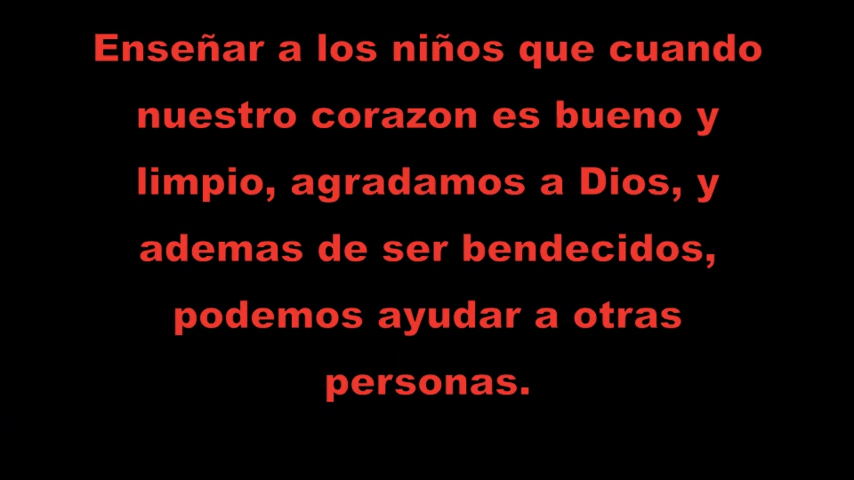 Enseñar a los niños que cuando
nuestro corazon es bueno y
limpio, agradamos a Dios, y
ademas de ser bendecidos,
podemos ayudar a otras
personas.